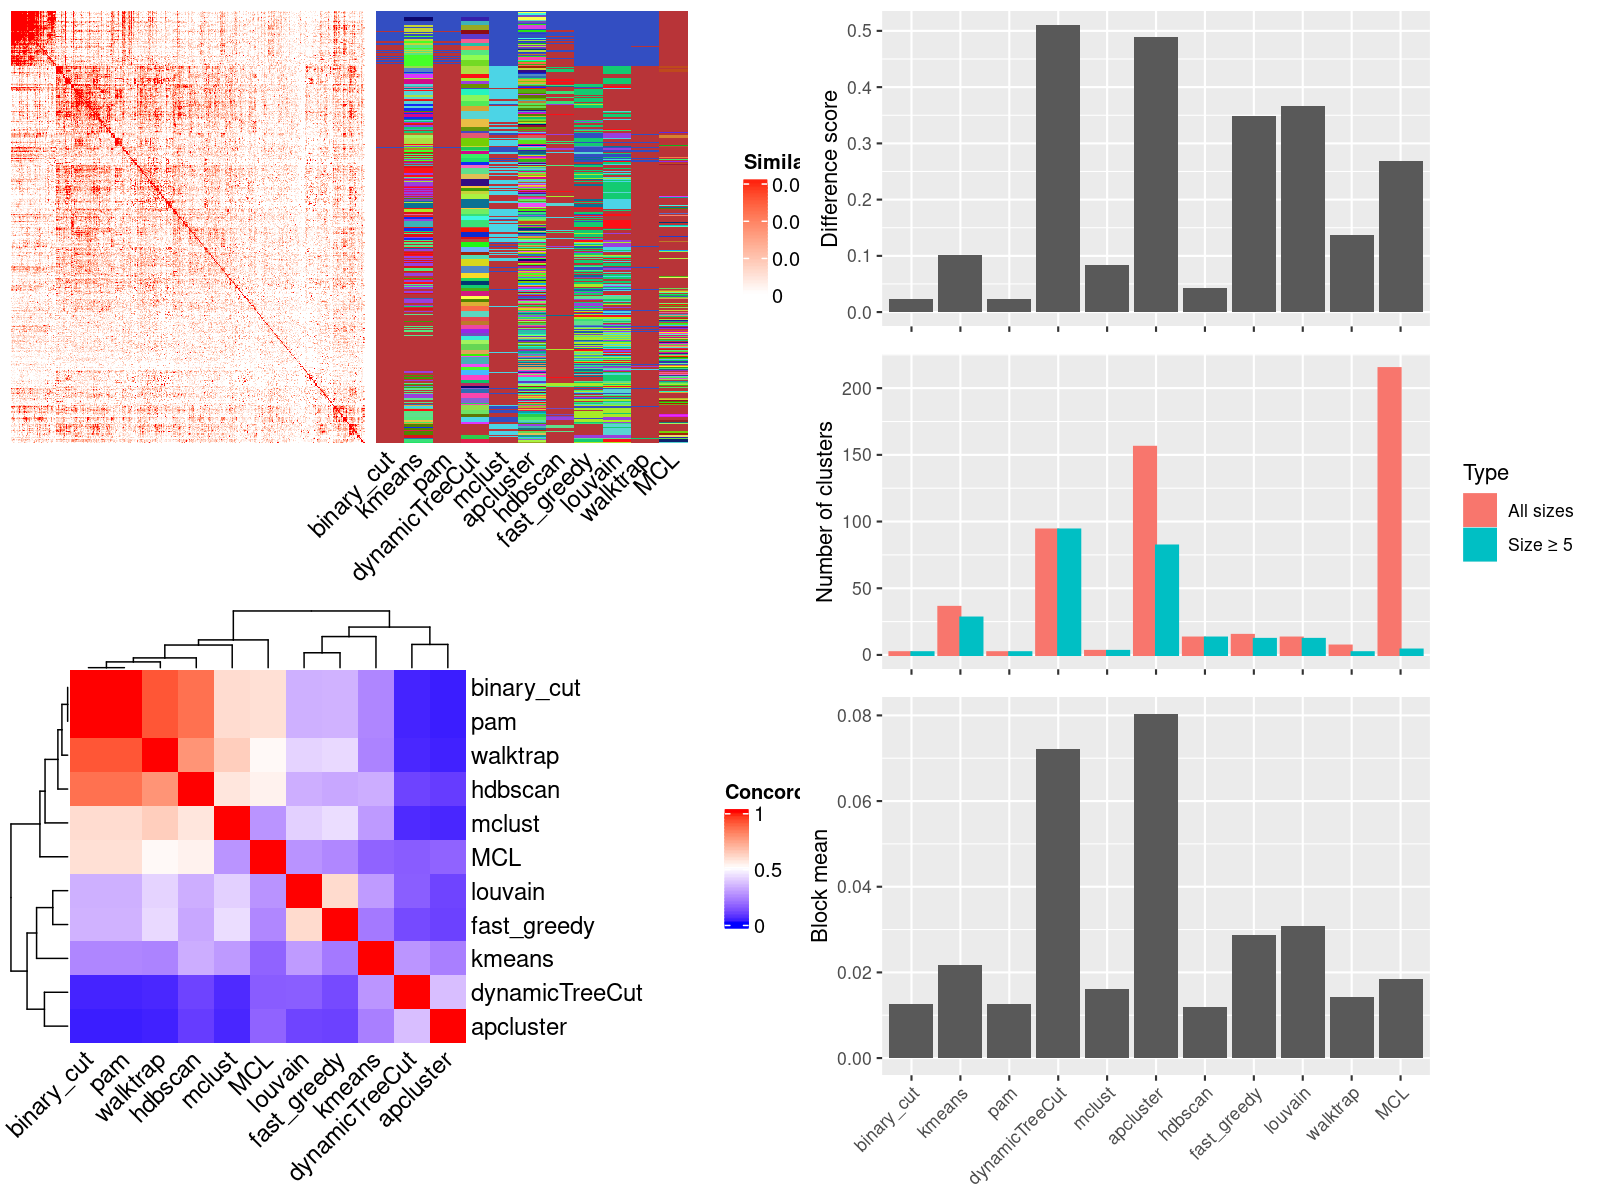 Simila
0.0
0.0
0.0
0
binary_cut
kmeans
pam
dynamicTreeCut
mclust
apcluster
hdbscan
fast_greedy
louvain
walktrap
MCL
binary_cut
pam
walktrap
hdbscan
mclust
MCL
louvain
fast_greedy
kmeans
dynamicTreeCut
apcluster
binary_cut
pam
walktrap
hdbscan
mclust
MCL
louvain
fast_greedy
kmeans
dynamicTreeCut
apcluster
Concord
1
0.5
0
Difference score
0.5
0.4
0.3
0.2
0.1
0.0
Number of clusters
200
150
100
50
0
Type
All sizes
Size ≥ 5
Block mean
0.08
0.06
0.04
0.02
0.00
binary_cut
kmeans
pam
dynamicTreeCut
mclust
apcluster
hdbscan
fast_greedy
louvain
walktrap
MCL